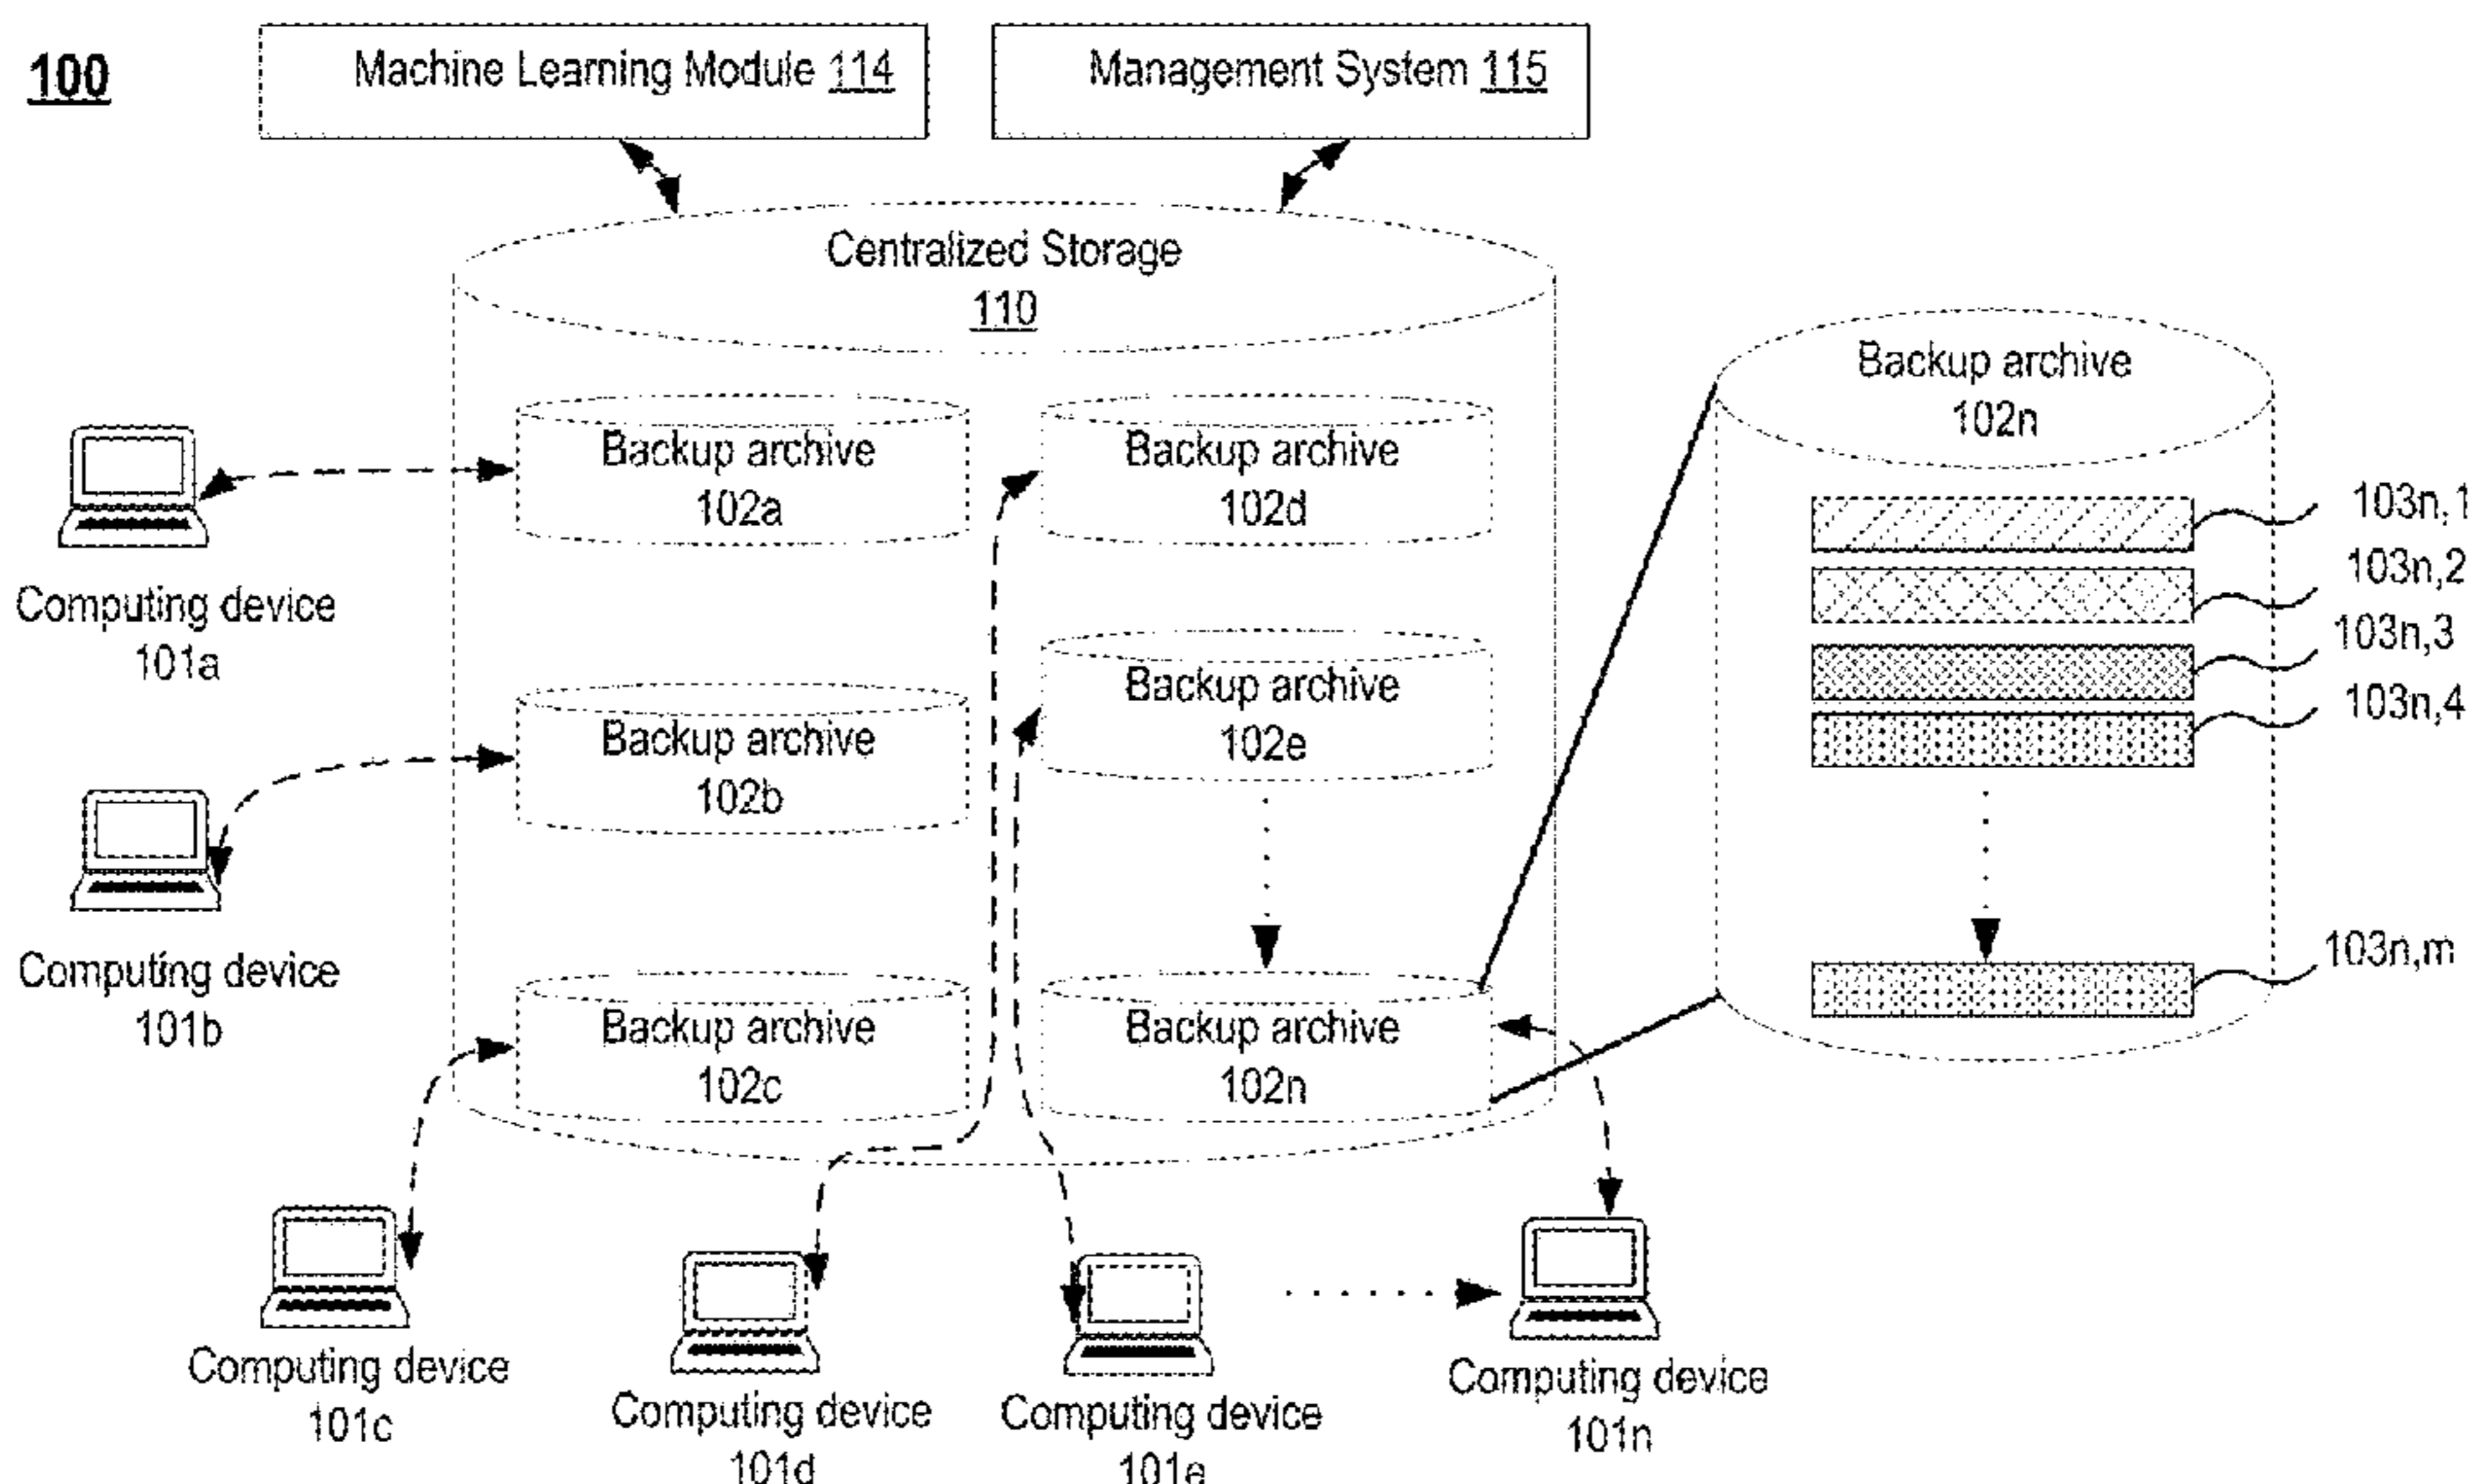 100
Machine Learning Module 114
Management System 115
Centralized Storage
110
Backup archive
102a
Backup archive
102d
Backup archive
102b
Backup archive
102e
Backup archive
102c
Backup archive
102n
Backup archive
102n
103n,1
103n,2
103n,3
103n,4
103n,m
Computing device
101a
Computing device
101b
Computing device
101c
Computing device
101d
Computing device
101e
Computing device
101n